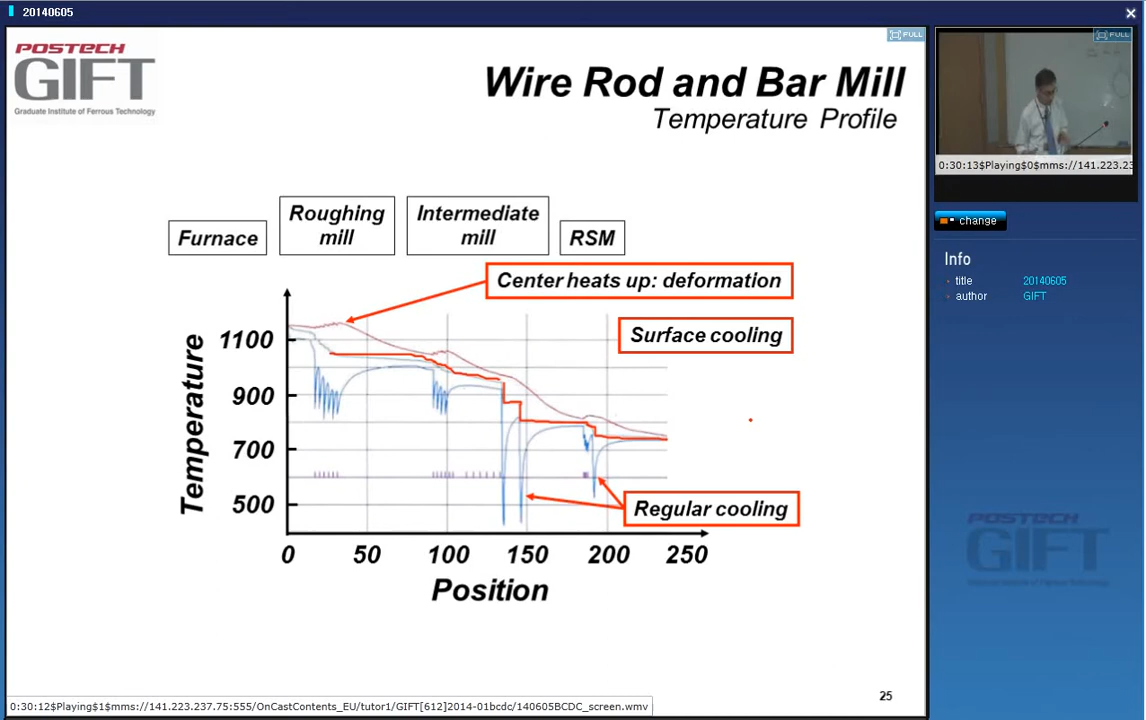 20140605
POSTECH
GIFT
Graduate Institute of Ferrous Technology
FULL
Wire Rod and Bar Mill
Temperature Profile
Furnace
Roughing
mill
Intermediate
mill
RSM
Center heats up: deformation
Surface cooling
Regular cooling
Temperature
1100
900
700
500
0
50
100
150
200
250
Position
25
0:30:12$Playing$1$mms://141.223.237.75:555/OnCastContents_EU/tutor1/GIFT[612]2014-01bcdc/140605BCDC_screen.wmv
FULL
0:30:13$Playing$0$mms://141.223.23
change
Info
title 20140605
author GIFT
POSTECH
GIFT